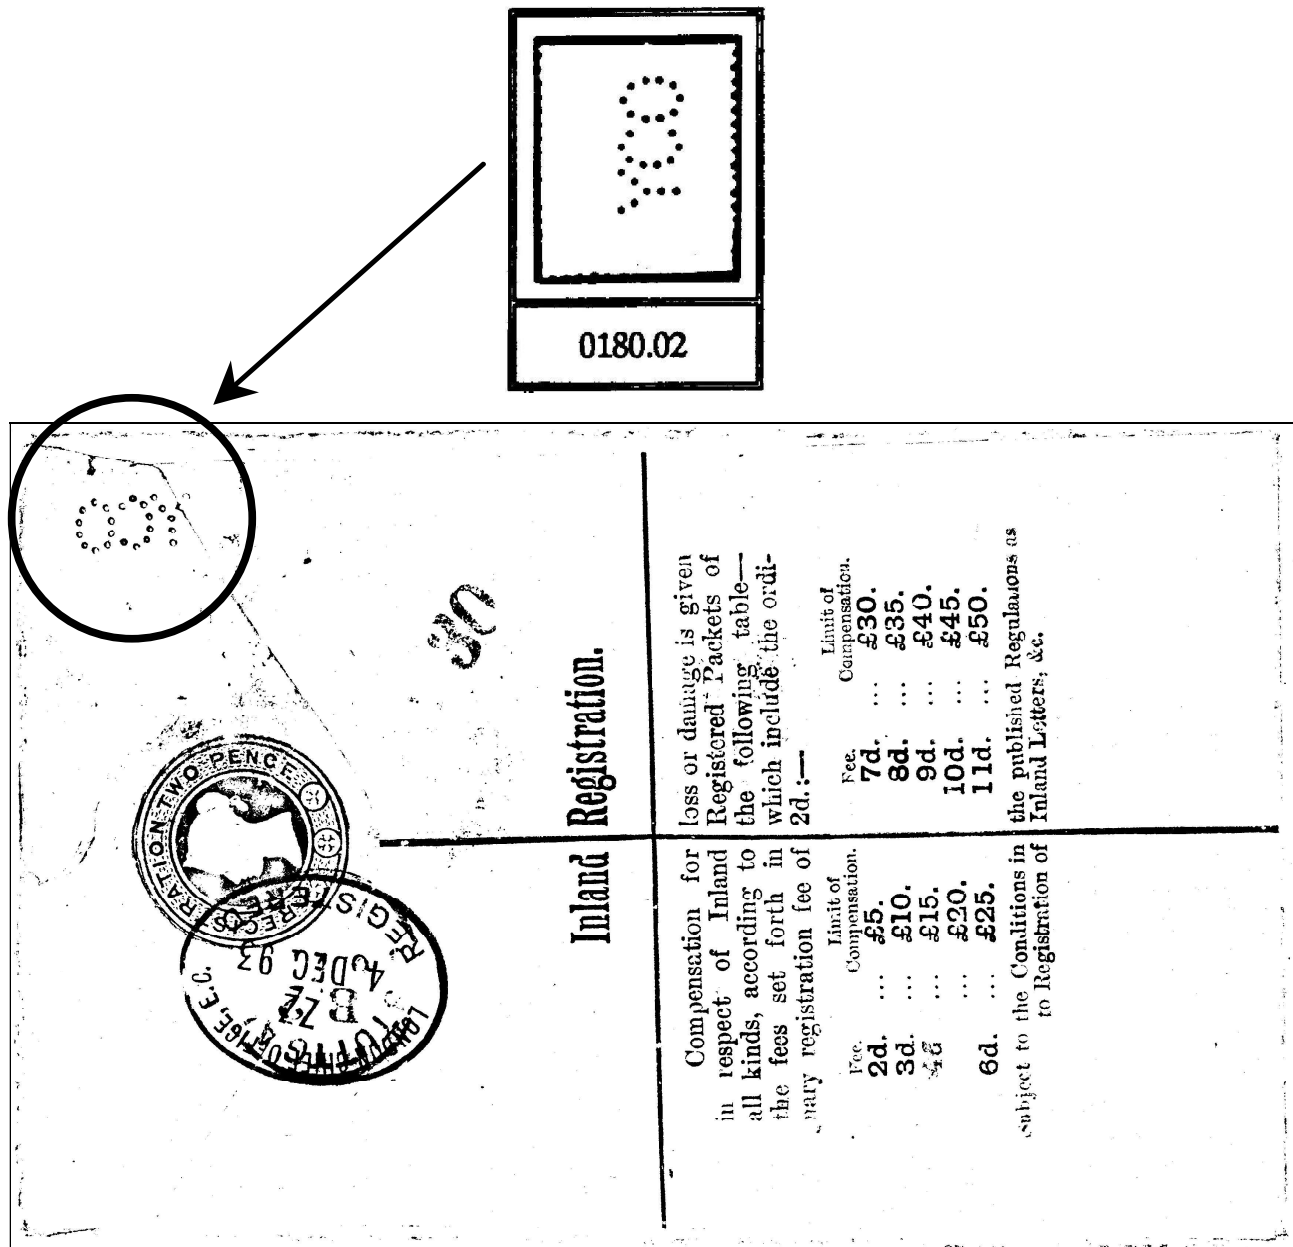 0180.02
30
REGISTRATION TWO PENCE
REGISTERED
4 DEC 93
B
ZZ
OFFICE, E.C.
Inland Registration.
Compensation for loss or damage is given
in respect of Inland Registered Packets of
all kinds, according to the following table—
the fees set forth in which include the ordi-
nary registration fee of 2d.:—
Fee. Limit of Compensation. Fee. Limit of Compensation.
2d. ... £5. 7d. ... £30.
3d. ... £10. 8d. ... £35.
... £15. 9d. ... £40.
... £20. 10d. ... £45.
6d. ... £25. 11d. ... £50.
subject to the Conditions in the published Regulations as
to Registration of Inland Letters, &c.